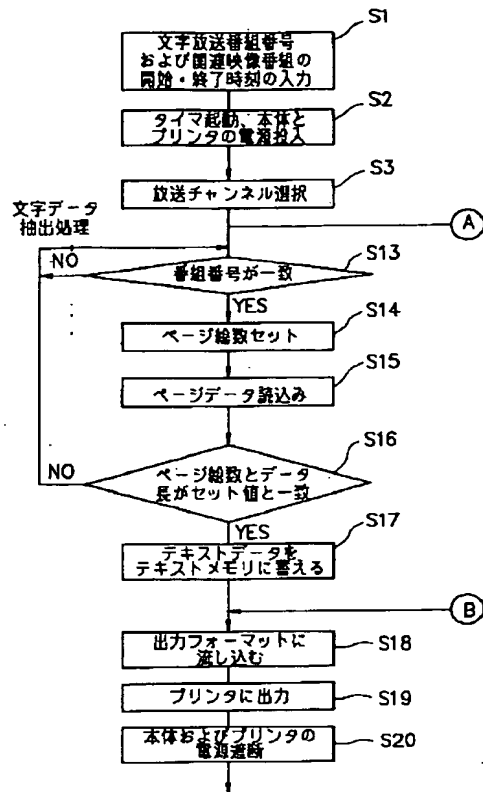 S1
文字放送番組番号
および関連映像番組の
開始・終了時刻の入力
S2
タイマ起動、本体と
プリンタの電源投入
S3
放送チャンネル選択
文字データ
抽出処理
A
S13
NO
番組番号が一致
YES
S14
ページ総数セット
S15
ページデータ読込み
S16
NO
ページ総数とデータ
長がセット値と一致
YES
S17
テキストデータを
テキストメモリに蓄える
B
出力フォーマットに
流し込む
S18
プリンタに出力
S19
本体およびプリンタの
電源遮断
S20